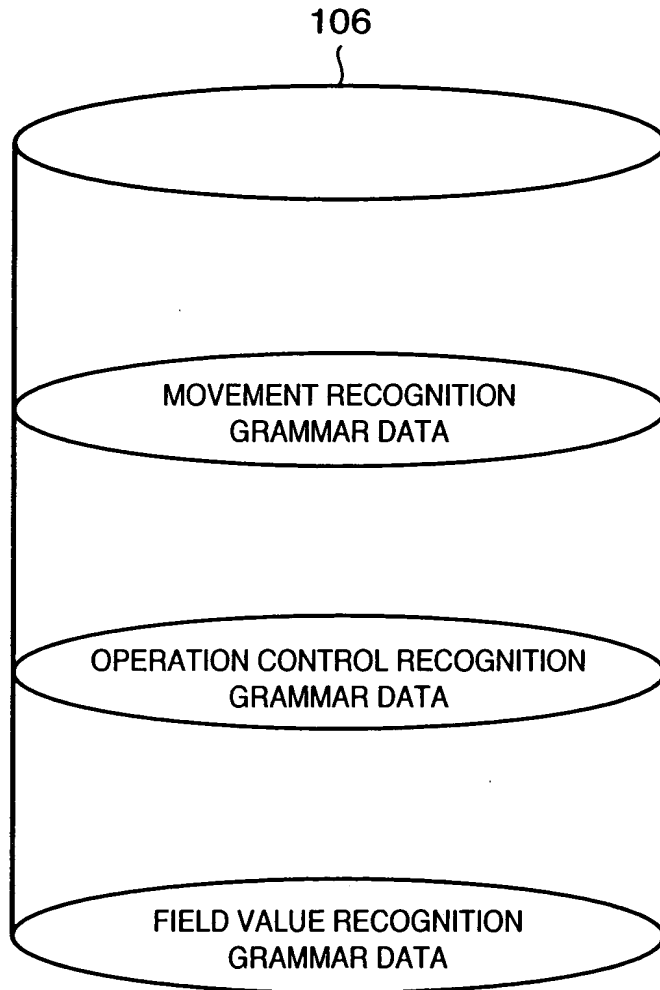 106
MOVEMENT RECOGNITION
GRAMMAR DATA
OPERATION CONTROL RECOGNITION
GRAMMAR DATA
FIELD VALUE RECOGNITION
GRAMMAR DATA